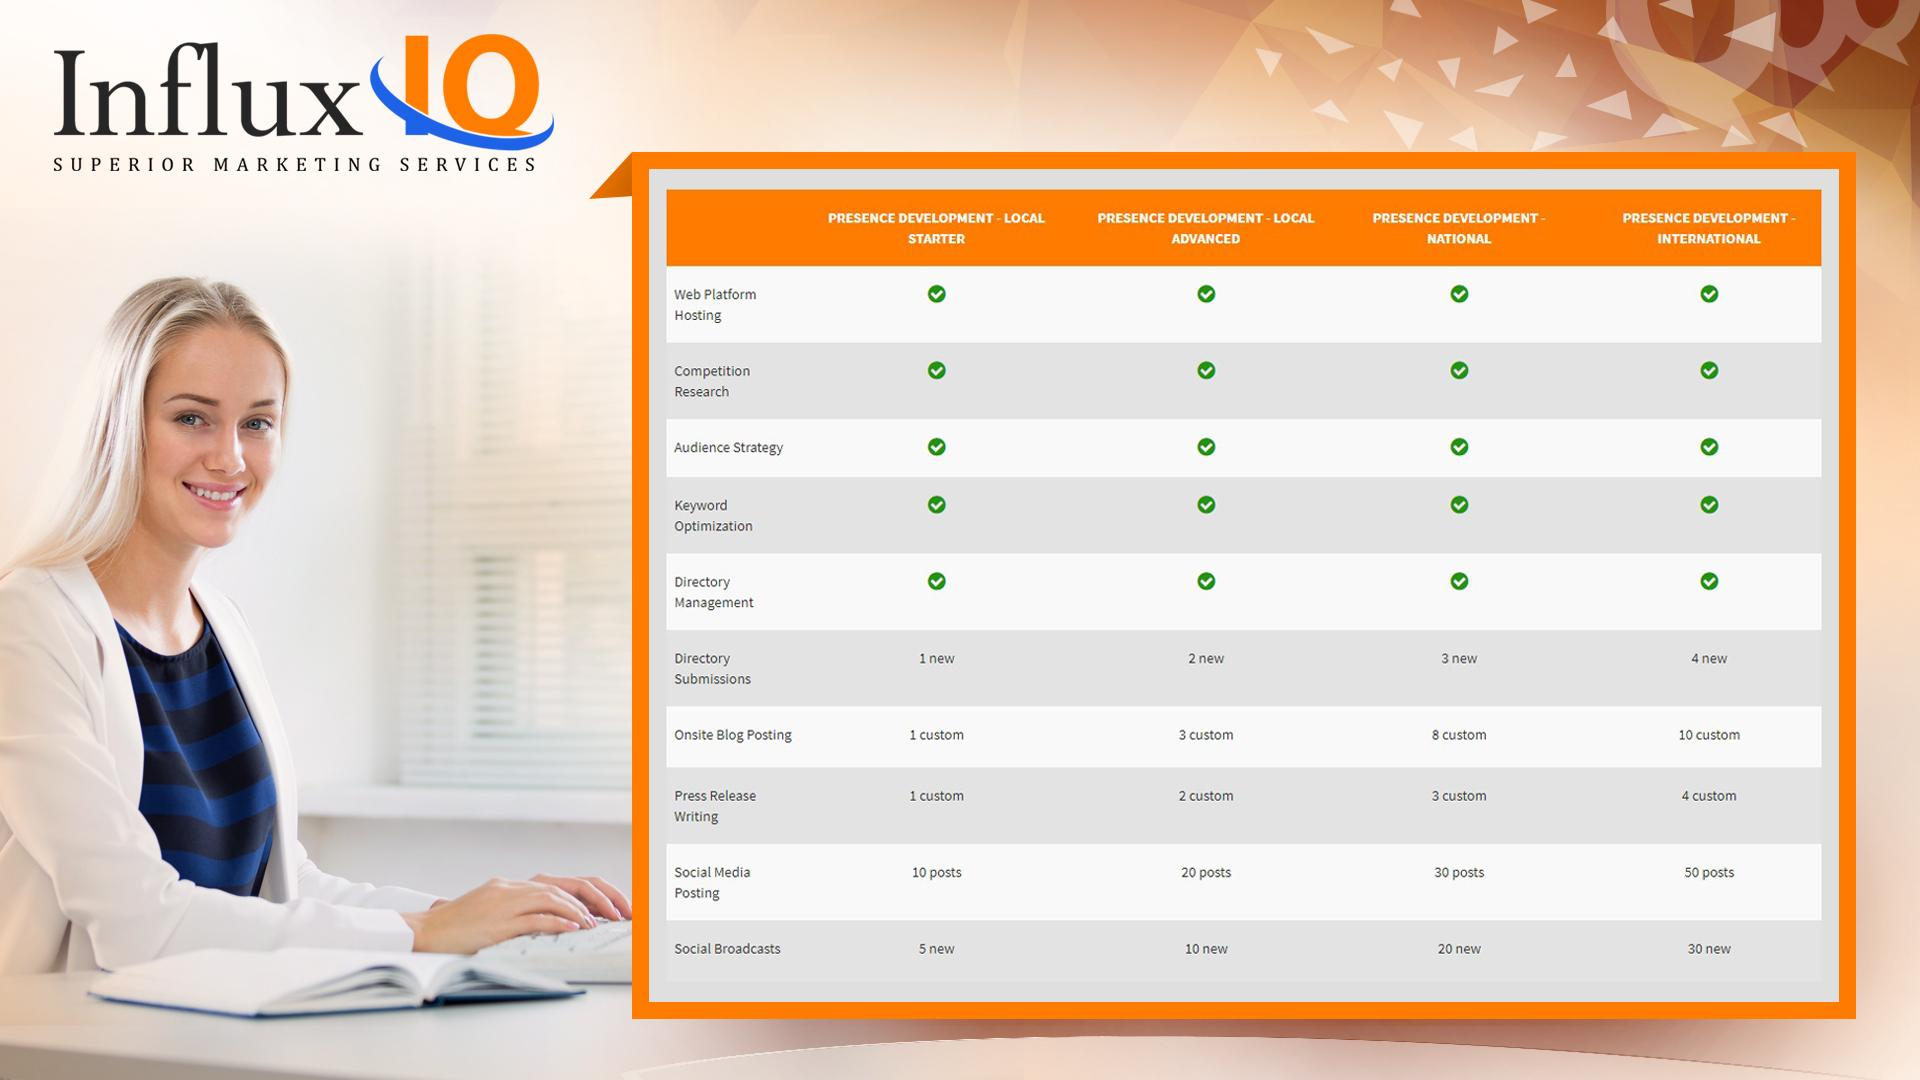 Influx IQ
SUPERIOR MARKETING SERVICES
PRESENCE DEVELOPMENT - LOCAL
STARTER
PRESENCE DEVELOPMENT - LOCAL
ADVANCED
PRESENCE DEVELOPMENT -
NATIONAL
PRESENCE DEVELOPMENT -
INTERNATIONAL
Web Platform
Hosting
Competition
Research
Audience Strategy
Keyword
Optimization
Directory
Management
Directory
Submissions
1 new
2 new
3 new
4 new
Onsite Blog Posting
1 custom
3 custom
8 custom
10 custom
Press Release
Writing
1 custom
2 custom
3 custom
4 custom
Social Media
Posting
10 posts
20 posts
30 posts
50 posts
Social Broadcasts
5 new
10 new
20 new
30 new